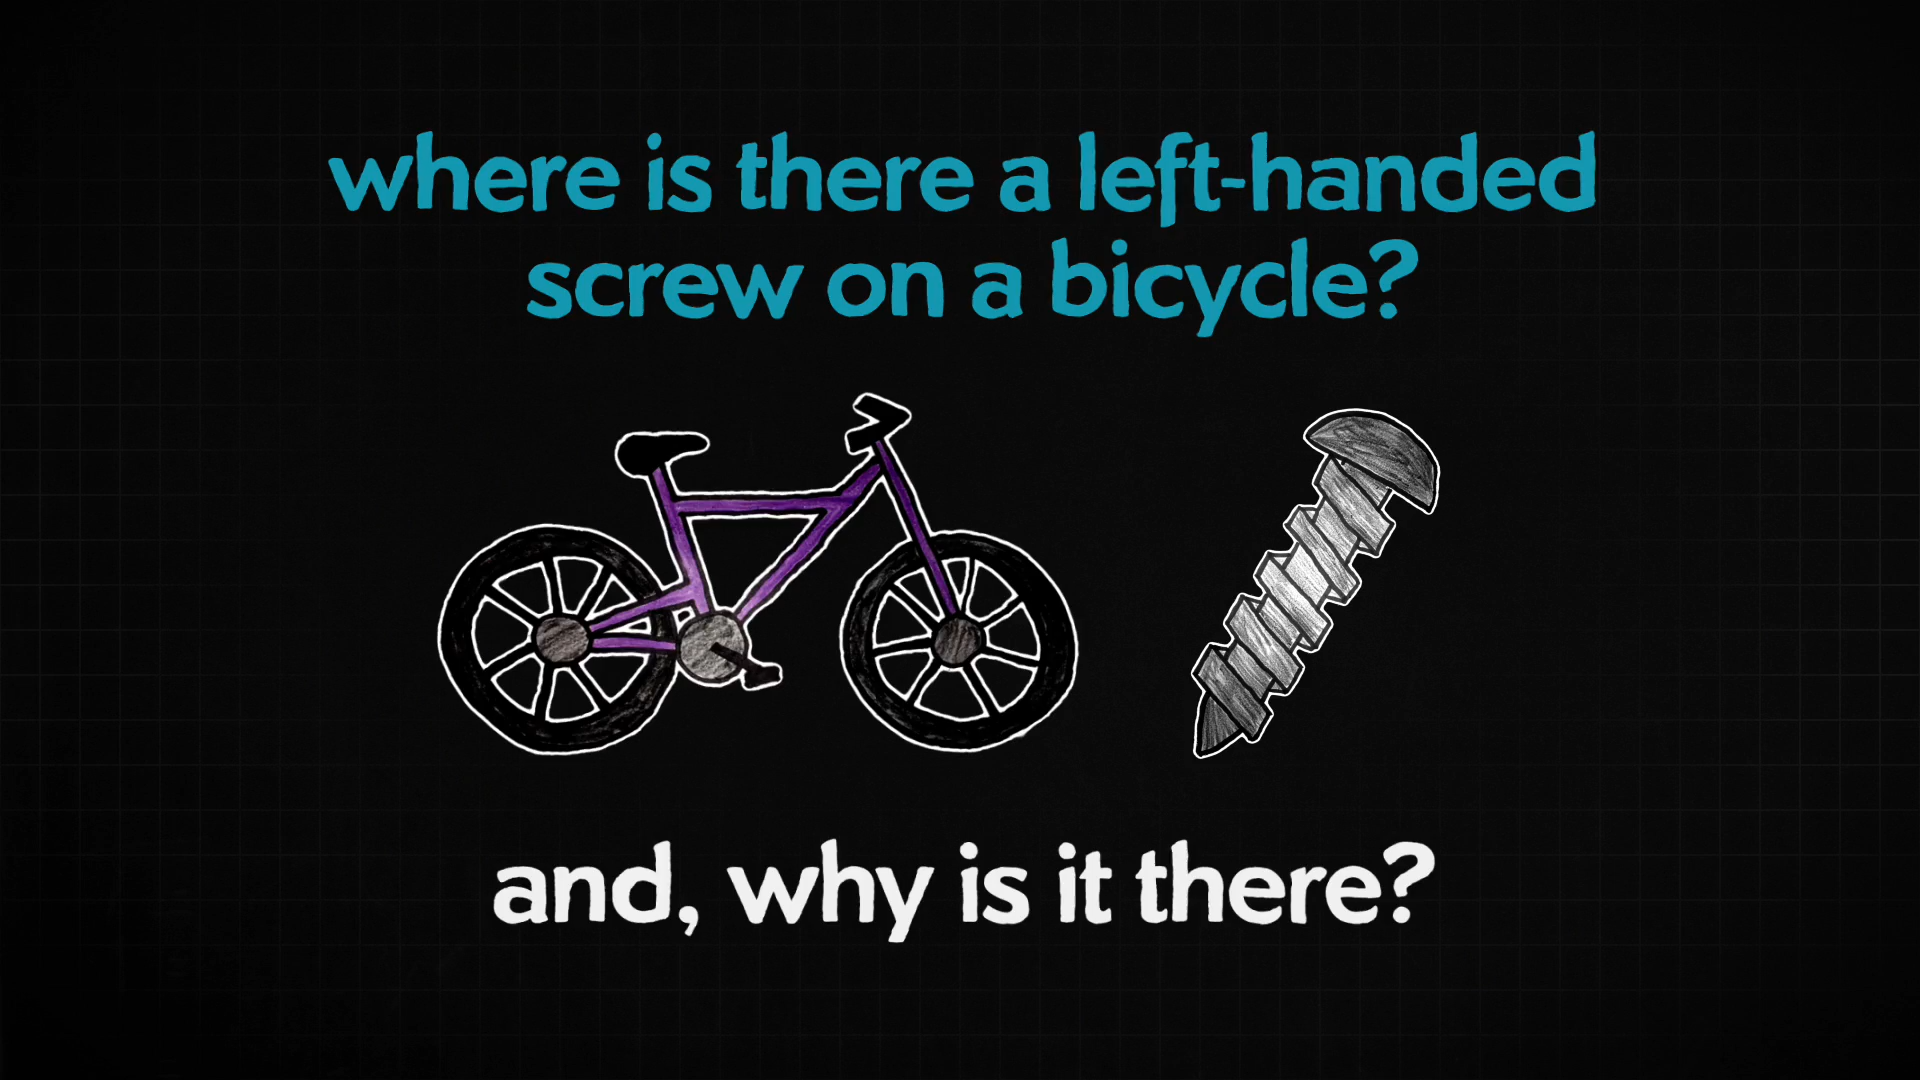 where is there a left-handed
screw on a bicycle?
and, why is it there?